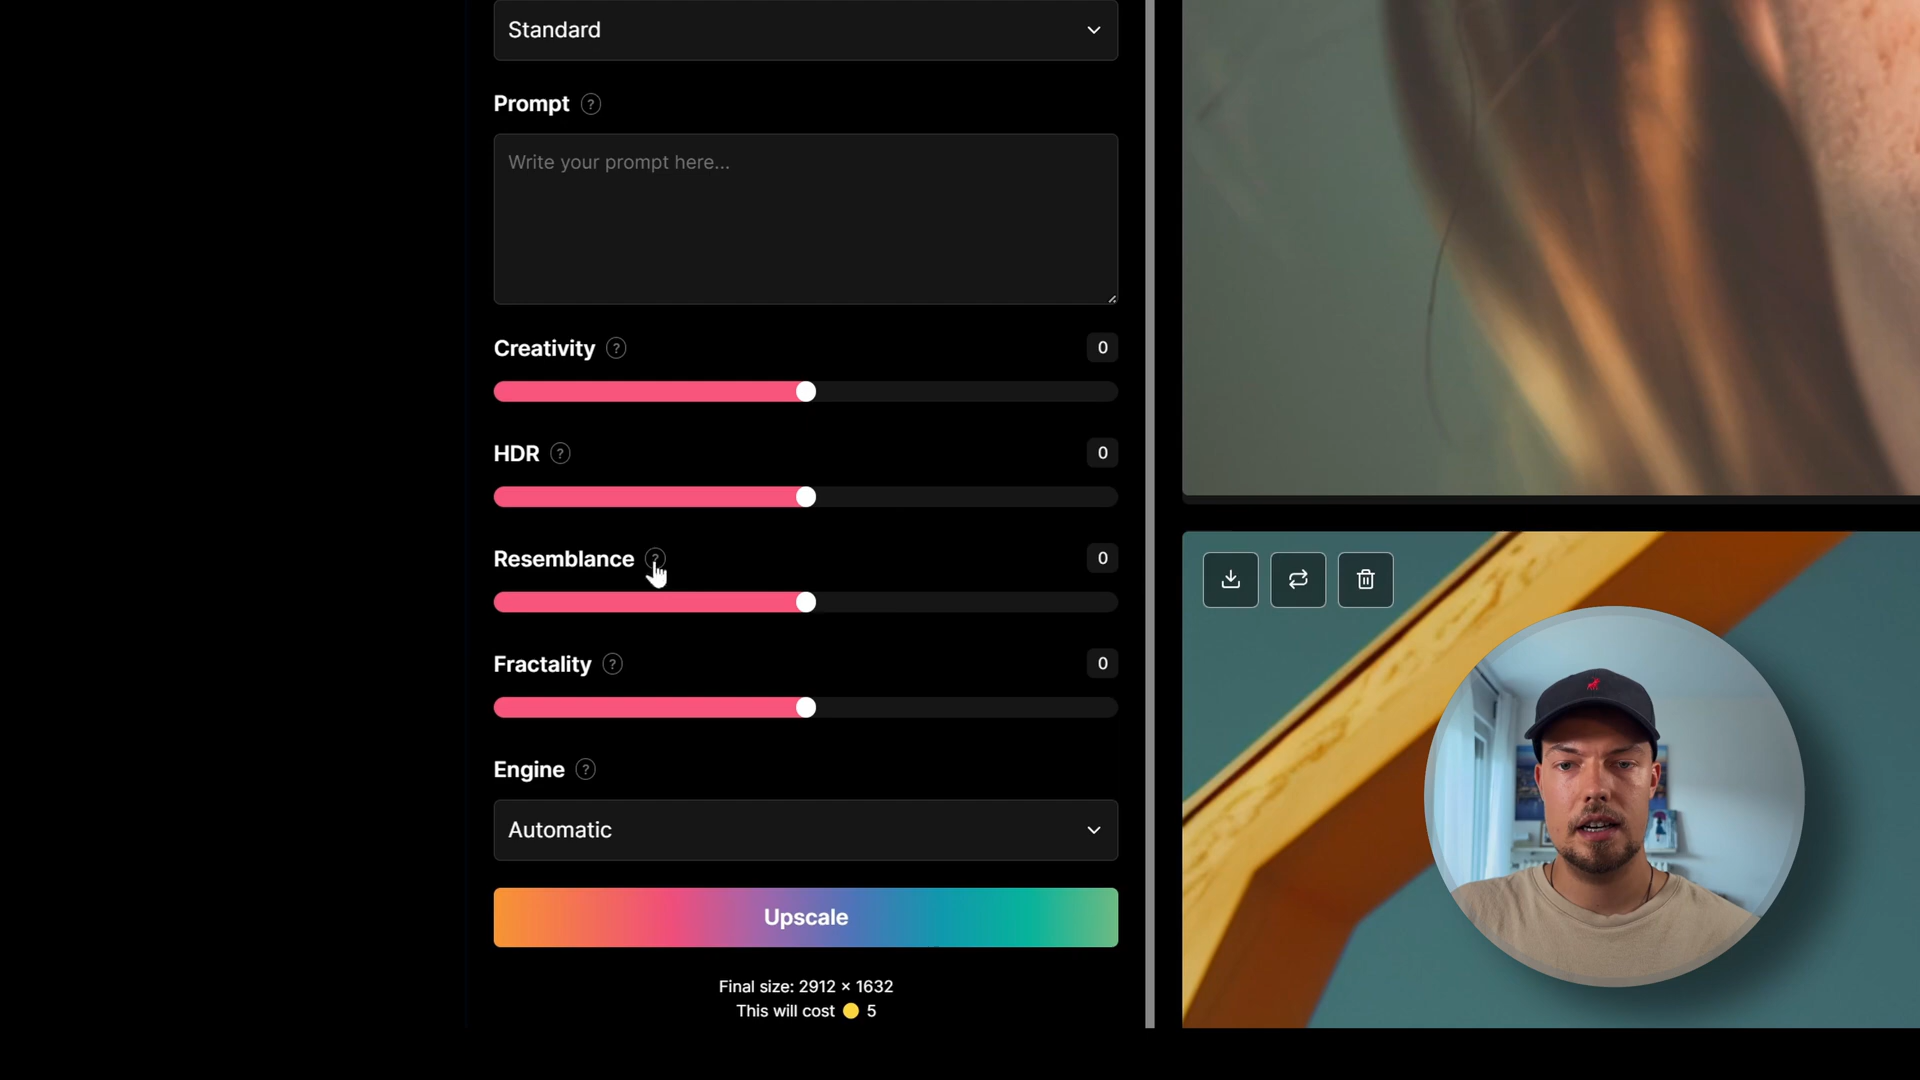 Standard
Prompt ?
Write your prompt here...
Creativity ? 0
HDR ? 0
Resemblance ? 0
Fractality ? 0
Engine ?
Automatic
Upscale
Final size: 2912 × 1632
This will cost 5